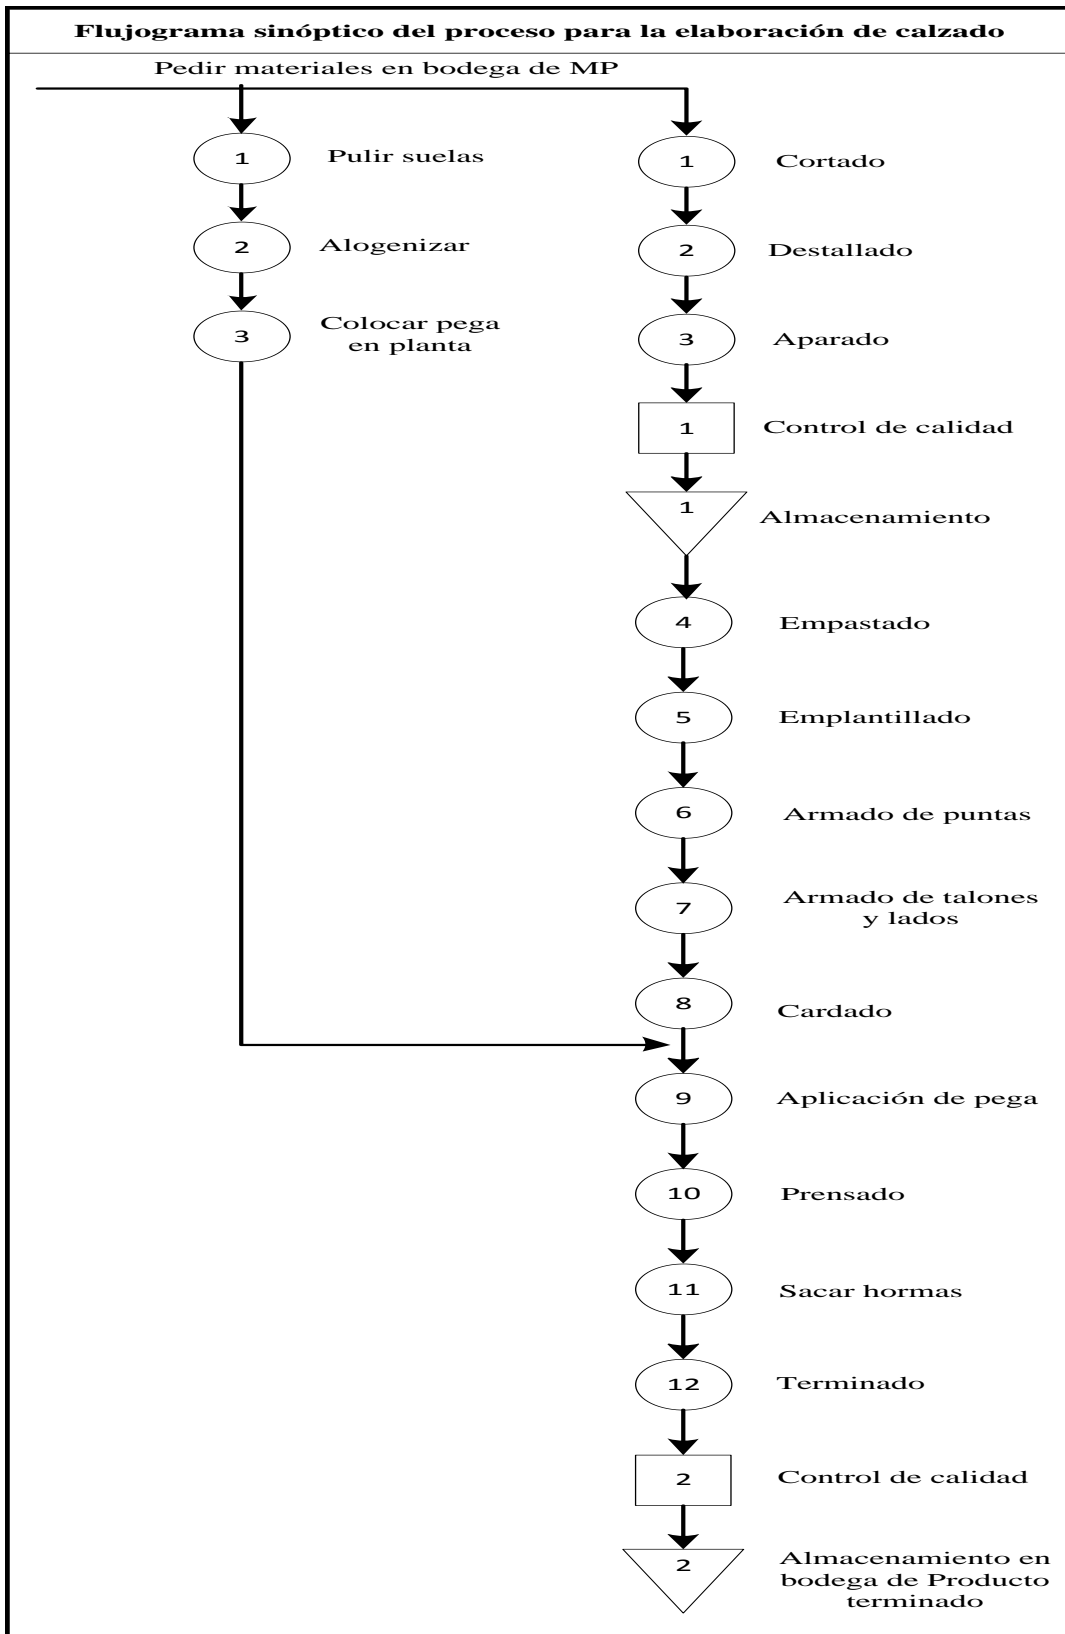 Flujograma sinóptico del proceso para la elaboración de calzado
Pedir materiales en bodega de MP
1
Pulir suelas
1
Cortado
2
Alogenizar
2
Destallado
3
Colocar pega
en planta
3
Aparado
1
Control de calidad
1
Almacenamiento
4
Empastado
5
Emplantillado
6
Armado de puntas
7
Armado de talones
y lados
8
Cardado
9
Aplicación de pega
10
Prensado
11
Sacar hormas
12
Terminado
2
Control de calidad
2
Almacenamiento en
bodega de Producto
terminado